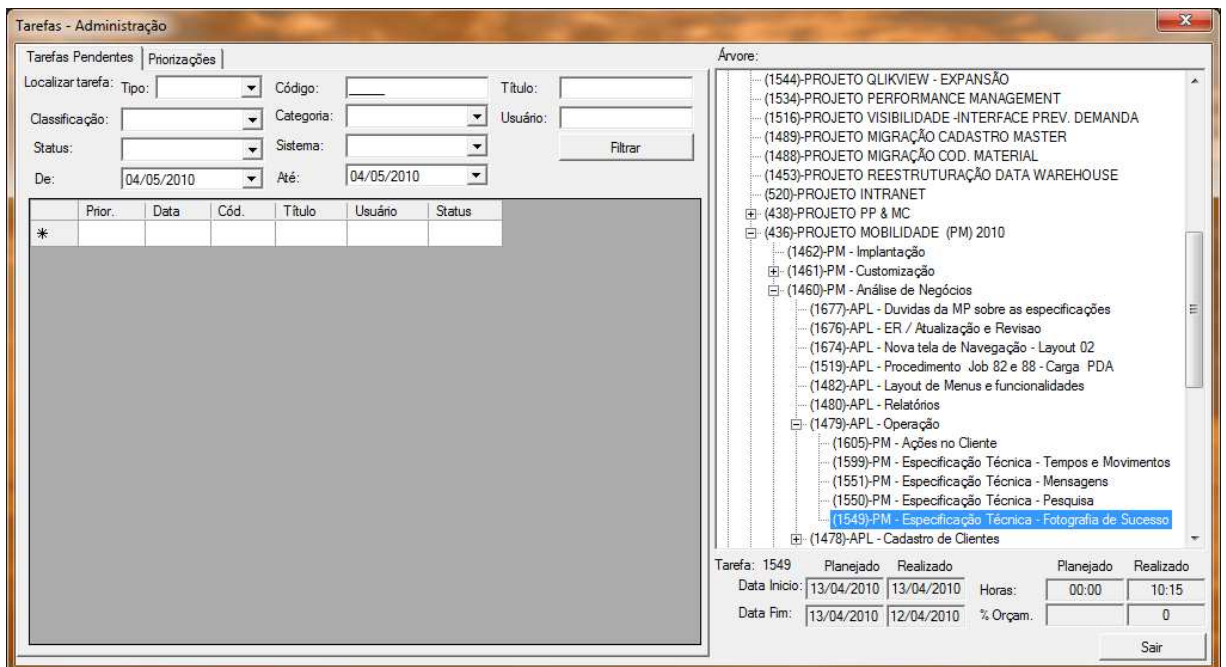 Tarefas - Administração
Tarefas Pendentes Priorizações
Localizar tarefa: Tipo: Código: _____ Título:
Classificação: Categoria: Usuário:
Status: Sistema: Filtrar
De: 04/05/2010 Até: 04/05/2010
Prior. Data Cód. Título Usuário Status
*
Árvore:
(1544)-PROJETO QLIKVIEW - EXPANSÃO
(1534)-PROJETO PERFORMANCE MANAGEMENT
(1516)-PROJETO VISIBILIDADE -INTERFACE PREV. DEMANDA
(1489)-PROJETO MIGRAÇÃO CADASTRO MASTER
(1488)-PROJETO MIGRAÇÃO COD. MATERIAL
(1453)-PROJETO REESTRUTURAÇÃO DATA WAREHOUSE
(520)-PROJETO INTRANET
(438)-PROJETO PP & MC
(436)-PROJETO MOBILIDADE (PM) 2010
(1462)-PM - Implantação
(1461)-PM - Customização
(1460)-PM - Análise de Negócios
(1677)-APL - Duvidas da MP sobre as especificações
(1676)-APL - ER / Atualização e Revisao
(1674)-APL - Nova tela de Navegação - Layout 02
(1519)-APL - Procedimento Job 82 e 88 - Carga PDA
(1482)-APL - Layout de Menus e funcionalidades
(1480)-APL - Relatórios
(1479)-APL - Operação
(1605)-PM - Ações no Cliente
(1599)-PM - Especificação Técnica - Tempos e Movimentos
(1551)-PM - Especificação Técnica - Mensagens
(1550)-PM - Especificação Técnica - Pesquisa
(1549)-PM - Especificação Técnica - Fotografia de Sucesso
(1478)-APL - Cadastro de Clientes
Tarefa: 1549 Planejado Realizado Planejado Realizado
Data Inicio: 13/04/2010 13/04/2010 Horas: 00:00 10:15
Data Fim: 13/04/2010 12/04/2010 % Orçam. 0
Sair